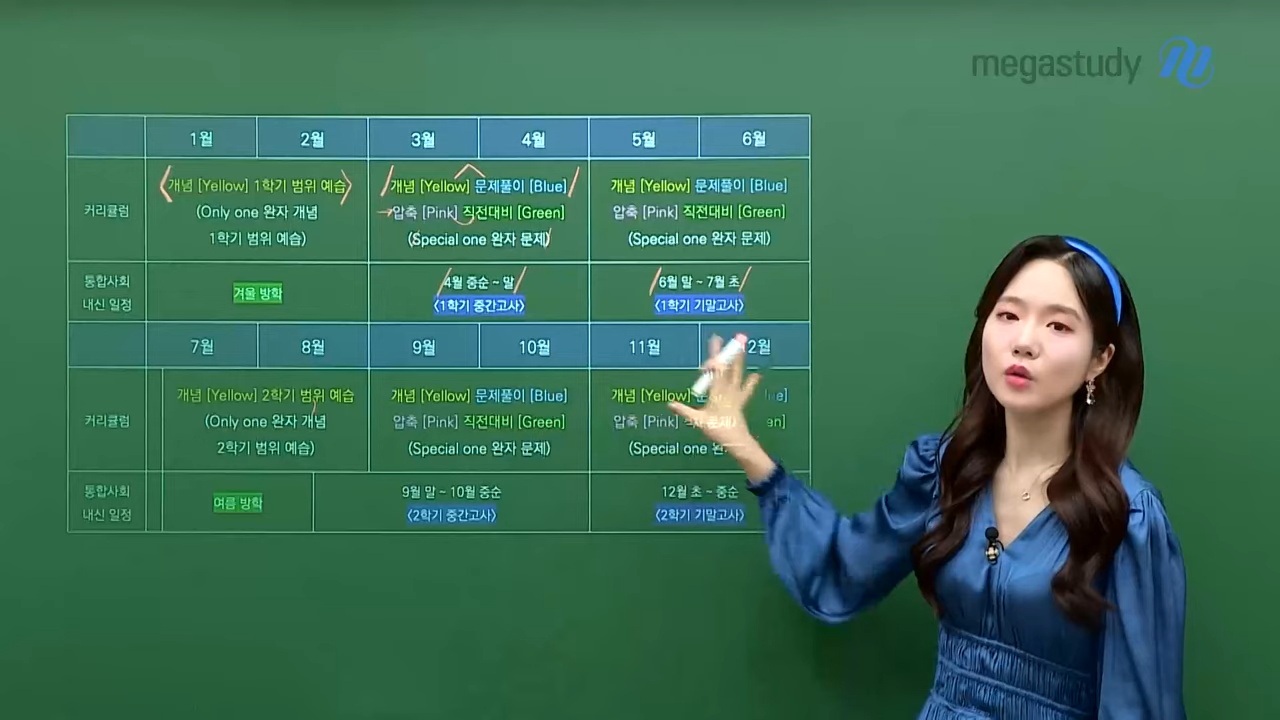 megastudy
1월 2월 3월 4월 5월 6월
커리큘럼
개념 [Yellow] 1학기 범위 예습
(Only one 완자 개념
1학기 범위 예습)
개념 [Yellow] 문제풀이 [Blue]
압축 [Pink] 직전대비 [Green]
(Special one 완자 문제)
개념 [Yellow] 문제풀이 [Blue]
압축 [Pink] 직전대비 [Green]
(Special one 완자 문제)
통합사회
내신 일정
겨울 방학
4월 중순 ~ 말
<1학기 중간고사>
6월 말 ~ 7월 초
<1학기 기말고사>
7월 8월 9월 10월 11월 12월
커리큘럼
개념 [Yellow] 2학기 범위 예습
(Only one 완자 개념
2학기 범위 예습)
개념 [Yellow] 문제풀이 [Blue]
압축 [Pink] 직전대비 [Green]
(Special one 완자 문제)
개념 [Yellow]
압축 [Pink]
(Special one
통합사회
내신 일정
여름 방학
9월 말 ~ 10월 중순
<2학기 중간고사>
12월 초 ~ 중순
<2학기 기말고사>